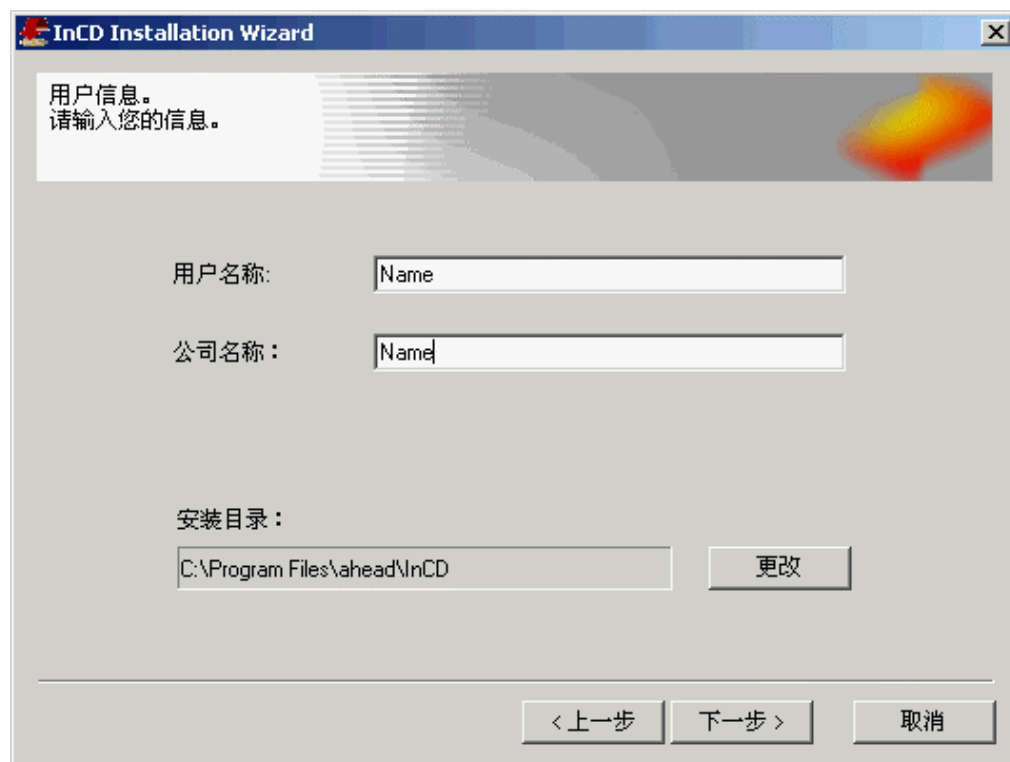 InCD Installation Wizard
用户信息。
请输入您的信息。
用户名称:
Name
公司名称：
Name
安装目录：
C:\Program Files\ahead\InCD
更改
<上一步
下一步>
取消